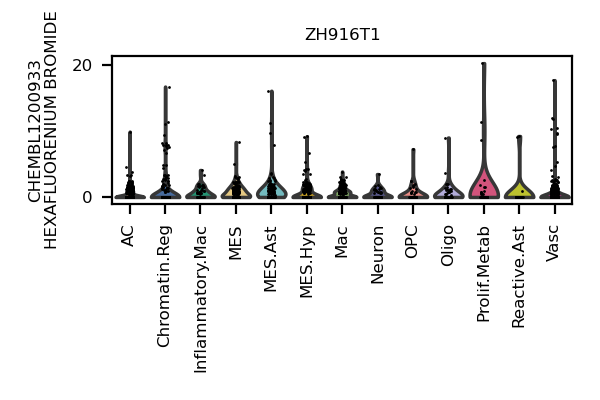 ZH916T1
CHEMBL1200933
HEXAFLUORENIUM BROMIDE
20
0
AC
Chromatin.Reg
Inflammatory.Mac
MES
MES.Ast
MES.Hyp
Mac
Neuron
OPC
Oligo
Prolif.Metab
Reactive.Ast
Vasc